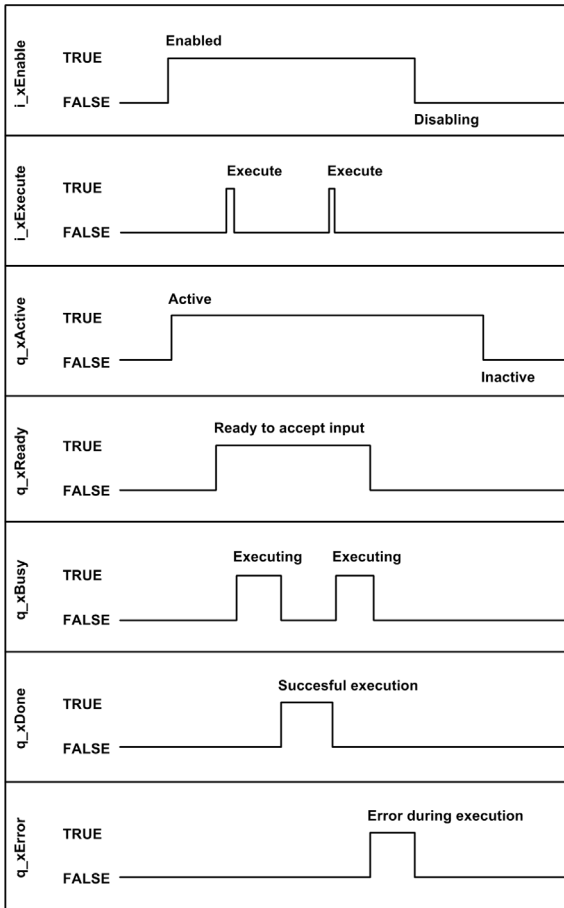 i_xEnable
Enabled
TRUE
FALSE
Disabling
i_xExecute
Execute Execute
TRUE
FALSE
q_xActive
Active
TRUE
FALSE
Inactive
q_xReady
Ready to accept input
TRUE
FALSE
q_xBusy
Executing Executing
TRUE
FALSE
q_xDone
Succesful execution
TRUE
FALSE
q_xError
Error during execution
TRUE
FALSE